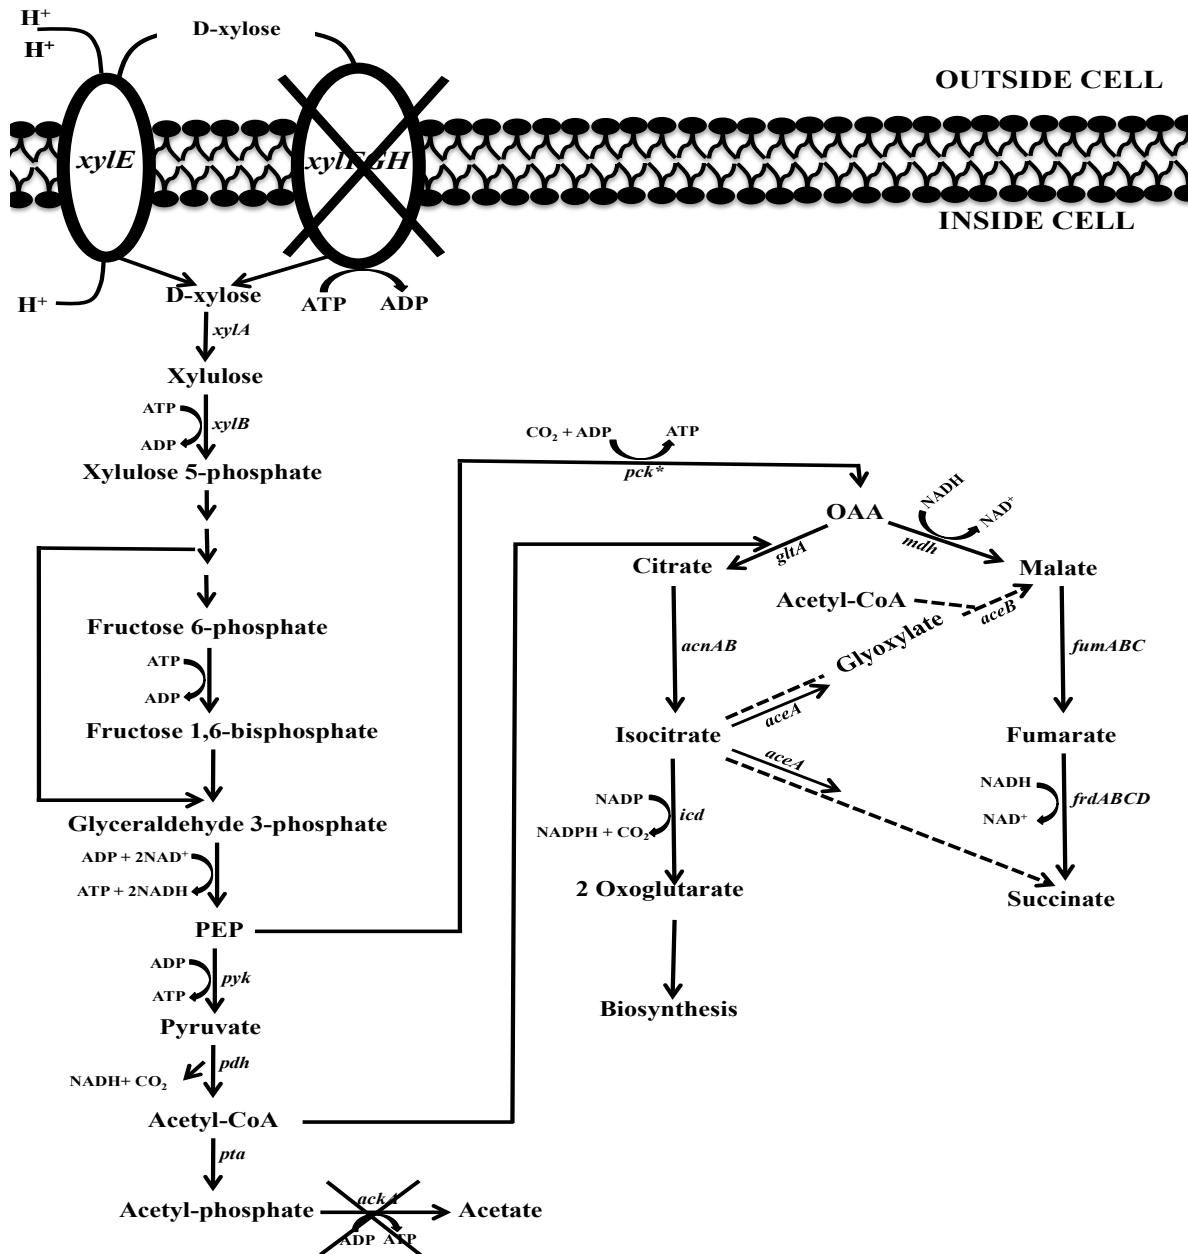 H⁺
H⁺
D-xylose
OUTSIDE CELL
xylE
xylFGH
INSIDE CELL
H⁺
D-xylose
ATP
ADP
xylA
Xylulose
ATP
xylB
ADP
Xylulose 5-phosphate
CO₂ + ADP
ATP
pck*
NADH
NAD⁺
OAA
mdh
gltA
Citrate
Malate
Acetyl-CoA
aceB
Glyoxylate
Fructose 6-phosphate
acnAB
fumABC
ATP
ADP
aceA
Fructose 1,6-bisphosphate
Isocitrate
Fumarate
aceA
NADH
frdABCD
NAD⁺
NADP
icd
NADPH + CO₂
Glyceraldehyde 3-phosphate
ADP + 2NAD⁺
ATP + 2NADH
2 Oxoglutarate
Succinate
PEP
ADP
pyk
ATP
Biosynthesis
Pyruvate
pdh
NADH+ CO₂
Acetyl-CoA
pta
Acetyl-phosphate
ackA
Acetate
ADP
ATP